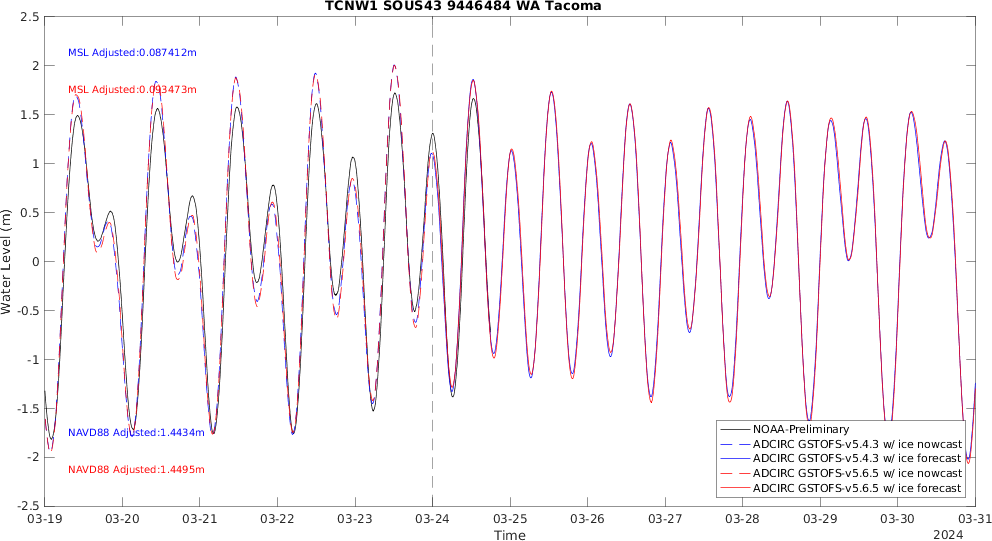 TCNW1 SOUS43 9446484 WA Tacoma
2.5
2
1.5
1
0.5
0
-0.5
-1
-1.5
-2
-2.5
Water Level (m)
MSL Adjusted:0.087412m
MSL Adjusted:0.093473m
NAVD88 Adjusted:1.4434m
NAVD88 Adjusted:1.4495m
NOAA-Preliminary
ADCIRC GSTOFS-v5.4.3 w/ ice nowcast
ADCIRC GSTOFS-v5.4.3 w/ ice forecast
ADCIRC GSTOFS-v5.6.5 w/ ice nowcast
ADCIRC GSTOFS-v5.6.5 w/ ice forecast
03-19 03-20 03-21 03-22 03-23 03-24 03-25 03-26 03-27 03-28 03-29 03-30 03-31
Time
2024